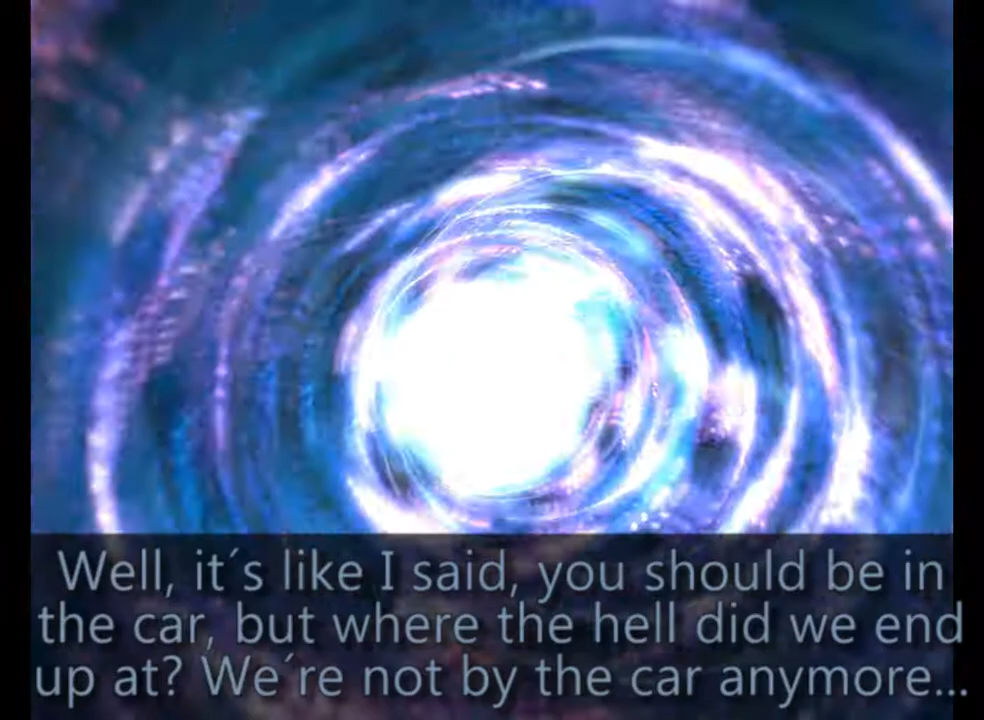 Well, it´s like I said, you should be in
the car, but where the hell did we end
up at? We´re not by the car anymore...